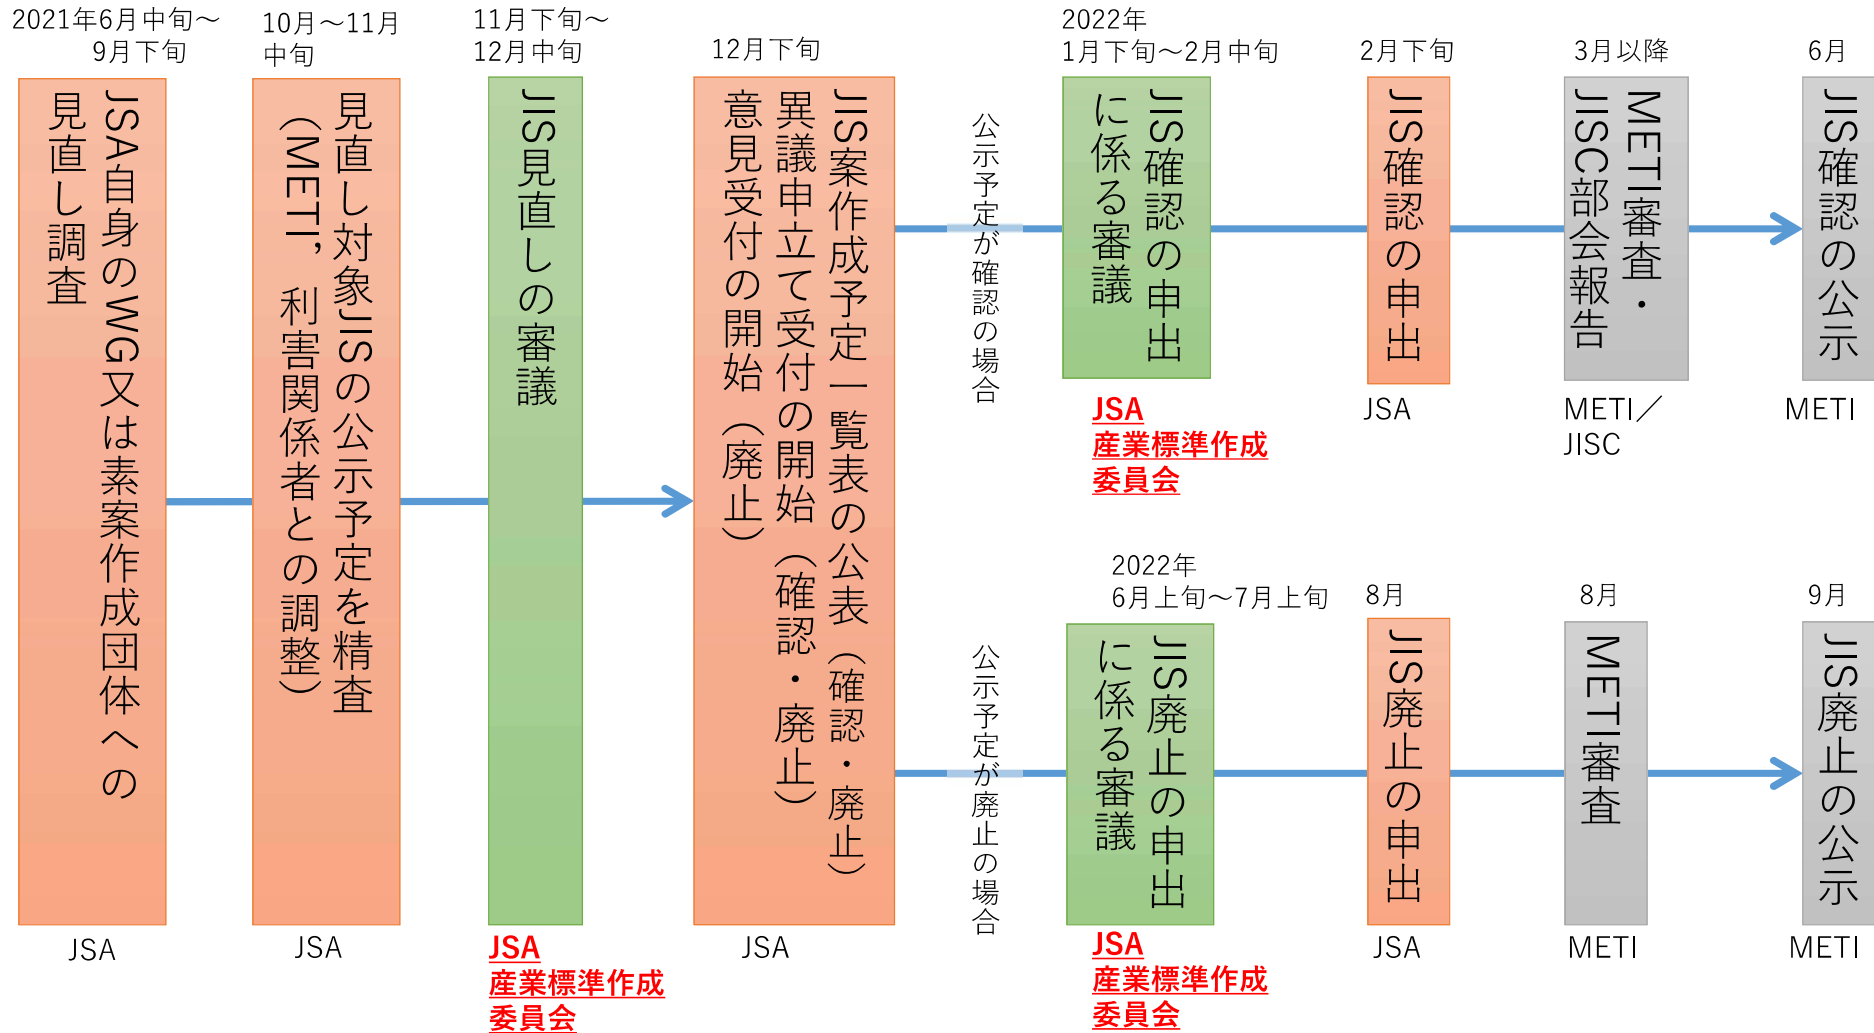 2021年6月中旬～
9月下旬
JSA自身のWG又は素案作成団体への
見直し調査
JSA
10月～11月
中旬
見直し対象JISの公示予定を精査
（METI，利害関係者との調整）
JSA
11月下旬～
12月中旬
JIS見直しの審議
JSA
産業標準作成
委員会
12月下旬
JIS案作成予定一覧表の公表（確認・廃止）
異議申立て受付の開始（確認・廃止）
意見受付の開始（廃止）
JSA
公示予定が確認の場合
2022年
1月下旬～2月中旬
JIS確認の申出
に係る審議
JSA
産業標準作成
委員会
2月下旬
JIS確認の申出
JSA
3月以降
METI審査・
JISC部会報告
METI／
JISC
6月
JIS確認の公示
METI
公示予定が廃止の場合
2022年
6月上旬～7月上旬
JIS廃止の申出
に係る審議
JSA
産業標準作成
委員会
8月
JIS廃止の申出
JSA
8月
METI審査
METI
9月
JIS廃止の公示
METI